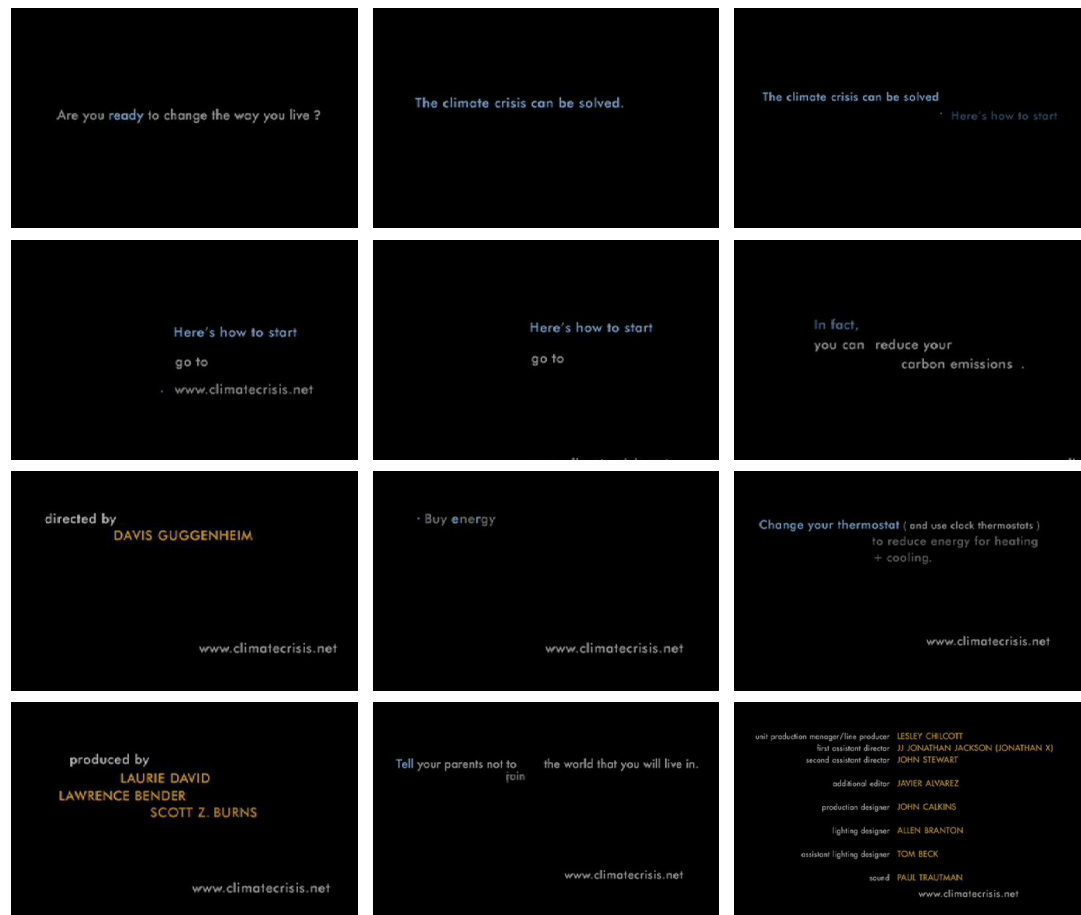 Are you ready to change the way you live ?
The climate crisis can be solved.
The climate crisis can be solved
Here's how to start
Here's how to start
go to
www.climatecrisis.net
Here's how to start
go to
In fact,
you can reduce your
carbon emissions .
directed by
DAVIS GUGGENHEIM
www.climatecrisis.net
Buy energy
www.climatecrisis.net
Change your thermostat ( and use clock thermostats )
to reduce energy for heating
+ cooling.
www.climatecrisis.net
produced by
LAURIE DAVID
LAWRENCE BENDER
SCOTT Z. BURNS
www.climatecrisis.net
Tell your parents not to the world that you will live in.
join
www.climatecrisis.net
unit production manager/line producer LESLEY CHILCOTT
first assistant director JJ JONATHAN JACKSON (JONATHAN X)
second assistant director JOHN STEWART
additional editor JAVIER ALVAREZ
production designer JOHN CALKINS
lighting designer ALLEN BRANTON
assistant lighting designer TOM BECK
sound PAUL TRAUTMAN
www.climatecrisis.net